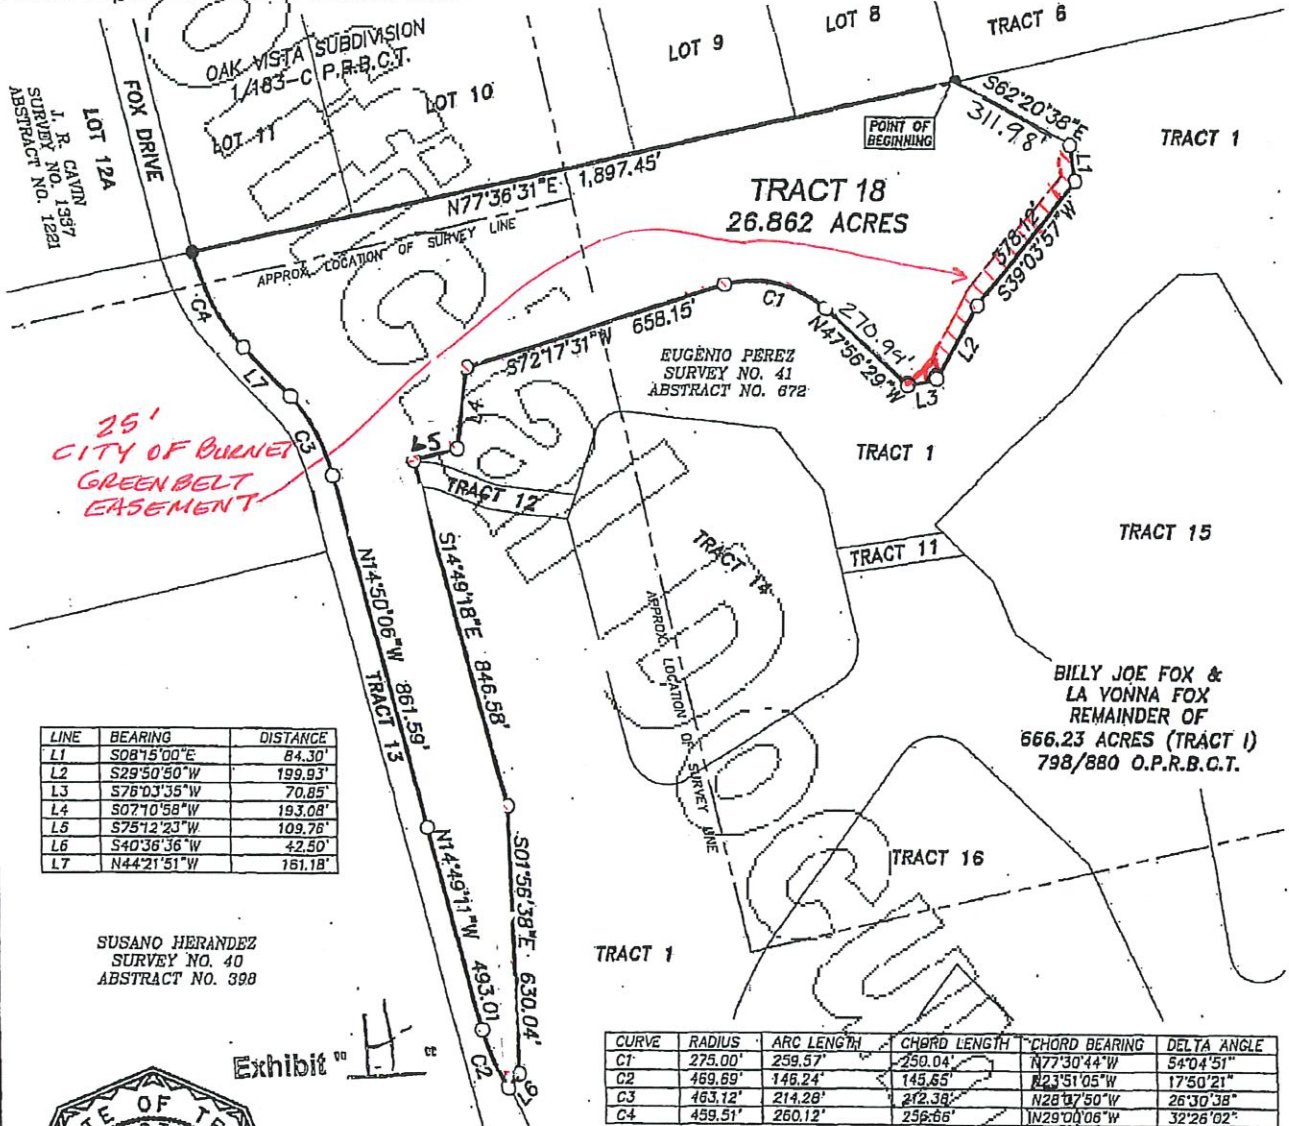 OAK VISTA SUBDIVISION
1/183-C P.R.B.C.T.
LOT 11
LOT 10
LOT 9
LOT 8
TRACT 6
FOX DRIVE
LOT 12A
J. R. CAVIN
SURVEY NO. 1337
ABSTRACT NO. 1221
POINT OF
BEGINNING
S62°20'38"E
311.98'
L1
TRACT 1
N77°36'31"E 1,897.45'
APPROX. LOCATION OF SURVEY LINE
TRACT 18
26.862 ACRES
378.19'
S39°03'57"W
C4
L7
C3
S72°17'31"W 658.15'
C1
270.94'
N47°56'29"W
L2
L3
EUGENIO PEREZ
SURVEY NO. 41
ABSTRACT NO. 672
25'
CITY OF BURNET
GREENBELT
EASEMENT
L4
L5
TRACT 12
TRACT 1
TRACT 11
TRACT 15
TRACT 14
N14°50'06"W 861.59'
TRACT 13
S14°49'18"E 846.58'
APPROX. LOCATION OF SURVEY LINE
BILLY JOE FOX &
LA VONNA FOX
REMAINDER OF
666.23 ACRES (TRACT I)
798/880 O.P.R.B.C.T.
LINE BEARING DISTANCE
L1 S08°15'00"E 84.30'
L2 S29°50'50"W 199.93'
L3 S76°03'35"W 70.85'
L4 S07°10'58"W 193.08'
L5 S75°12'23"W 109.76'
L6 S40°36'36"W 42.50'
L7 N44°21'51"W 161.18'
N14°49'11"W 493.01
S01°56'38"E 630.04'
TRACT 16
TRACT 1
SUSANO HERANDEZ
SURVEY NO. 40
ABSTRACT NO. 398
C2
L6
Exhibit " H "
CURVE RADIUS ARC LENGTH CHORD LENGTH CHORD BEARING DELTA ANGLE
C1 275.00' 259.57' 250.04' N77°30'44"W 54°04'51"
C2 469.69' 146.24' 145.65' N23°51'05"W 17°50'21"
C3 463.12' 214.28' 212.38' N28°07'50"W 26°30'38"
C4 459.51' 260.12' 256.66' N29°00'06"W 32°26'02"
TE OF TE